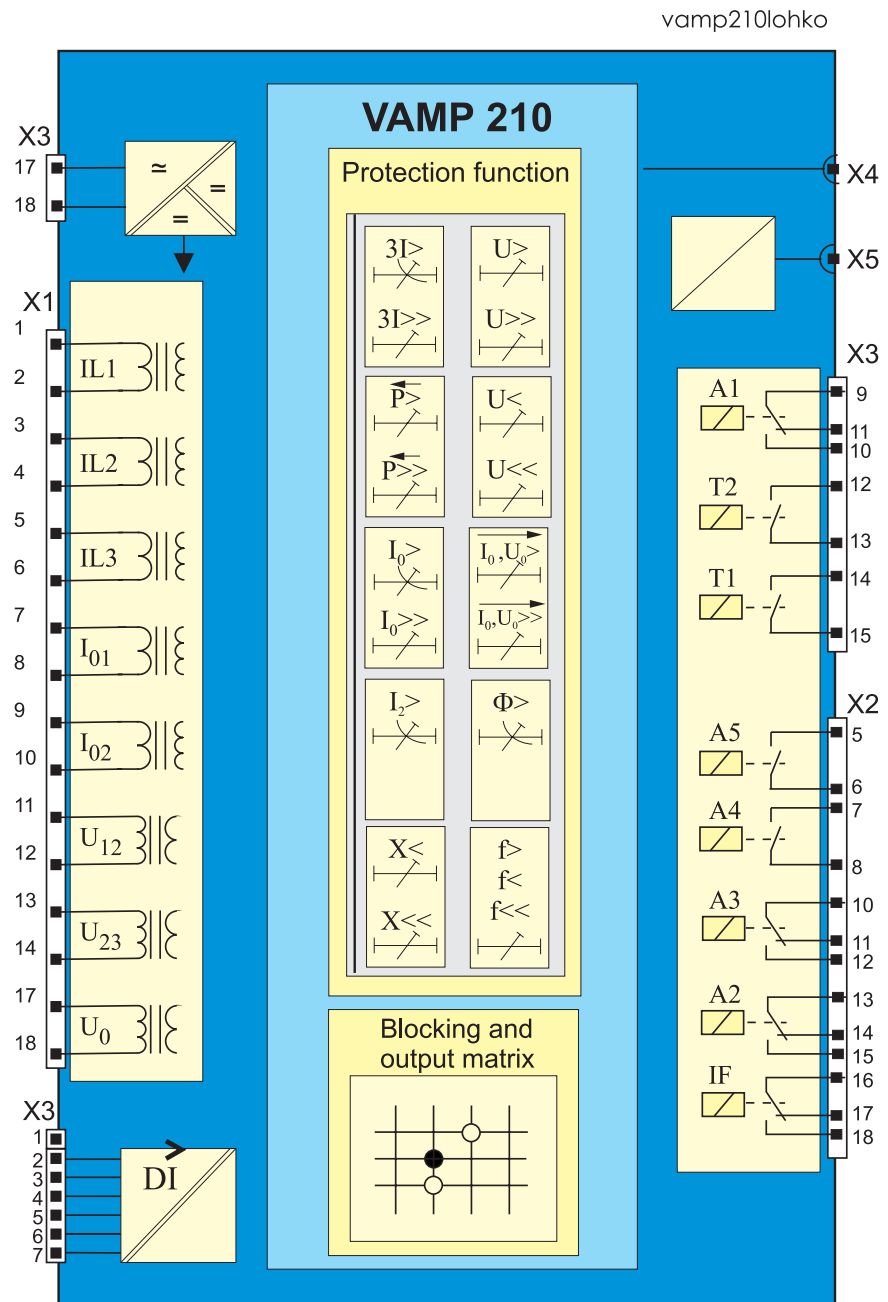 vamp210lohko
VAMP 210
Protection function
X3
17
18
≃
=
=
X1
1
2
3
4
5
6
7
8
9
10
11
12
13
14
17
18
IL1
IL2
IL3
I01
I02
U12
U23
U0
X3
1
2
3
4
5
6
7
DI
3I>
3I>>
U>
U>>
P>
P>>
U<
U<<
I0>
I0>>
I0,U0>
I0,U0>>
I2>
Φ>
X<
X<<
f>
f<
f<<
Blocking and
output matrix
X4
X5
X3
A1
9
11
10
T2
12
13
T1
14
15
X2
A5
5
6
A4
7
8
A3
10
11
12
A2
13
14
15
IF
16
17
18